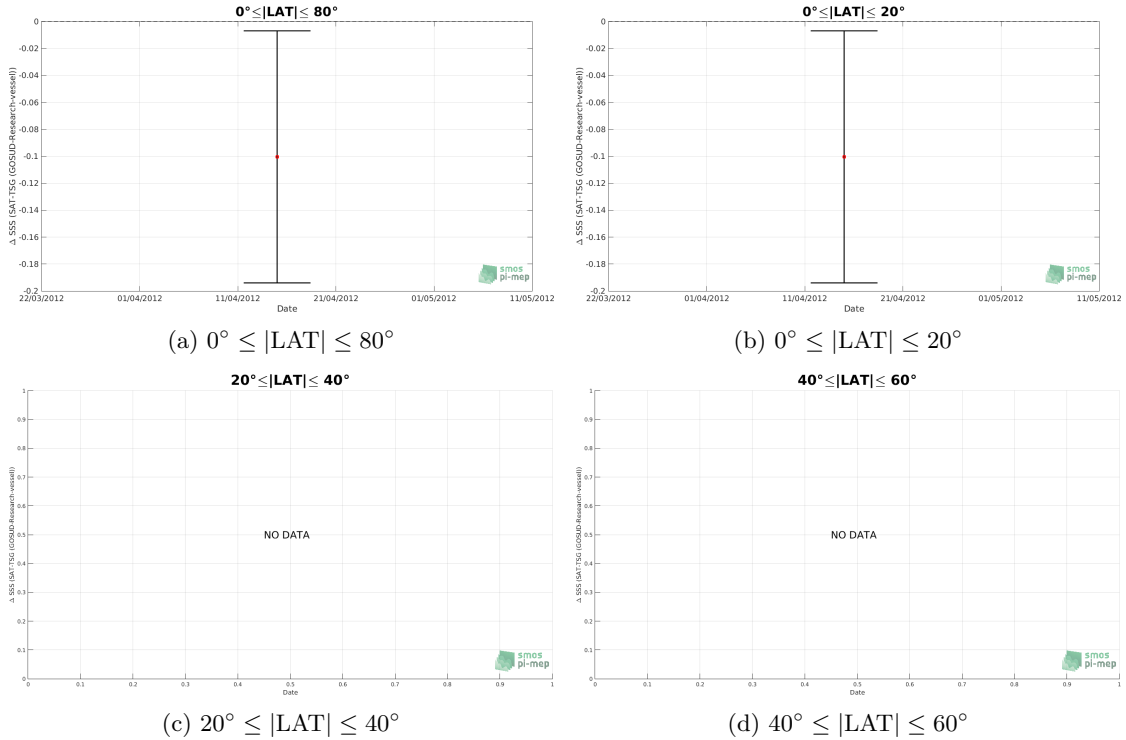 0°≤|LAT|≤ 80°
Δ SSS (SAT-TSG (GOSUD-Research-vessel))
0
-0.02
-0.04
-0.06
-0.08
-0.1
-0.12
-0.14
-0.16
-0.18
-0.2
22/03/2012 01/04/2012 11/04/2012 21/04/2012 01/05/2012 11/05/2012
Date
smos
pi-mep
(a) 0° ≤ |LAT| ≤ 80°
0°≤|LAT|≤ 20°
Δ SSS (SAT-TSG (GOSUD-Research-vessel))
0
-0.02
-0.04
-0.06
-0.08
-0.1
-0.12
-0.14
-0.16
-0.18
-0.2
22/03/2012 01/04/2012 11/04/2012 21/04/2012 01/05/2012 11/05/2012
Date
smos
pi-mep
(b) 0° ≤ |LAT| ≤ 20°
20°≤|LAT|≤ 40°
Δ SSS (SAT-TSG (GOSUD-Research-vessel))
1
0.9
0.8
0.7
0.6
0.5
0.4
0.3
0.2
0.1
0
NO DATA
0 0.1 0.2 0.3 0.4 0.5 0.6 0.7 0.8 0.9 1
Date
smos
pi-mep
(c) 20° ≤ |LAT| ≤ 40°
40°≤|LAT|≤ 60°
Δ SSS (SAT-TSG (GOSUD-Research-vessel))
1
0.9
0.8
0.7
0.6
0.5
0.4
0.3
0.2
0.1
0
NO DATA
0 0.1 0.2 0.3 0.4 0.5 0.6 0.7 0.8 0.9 1
Date
smos
pi-mep
(d) 40° ≤ |LAT| ≤ 60°